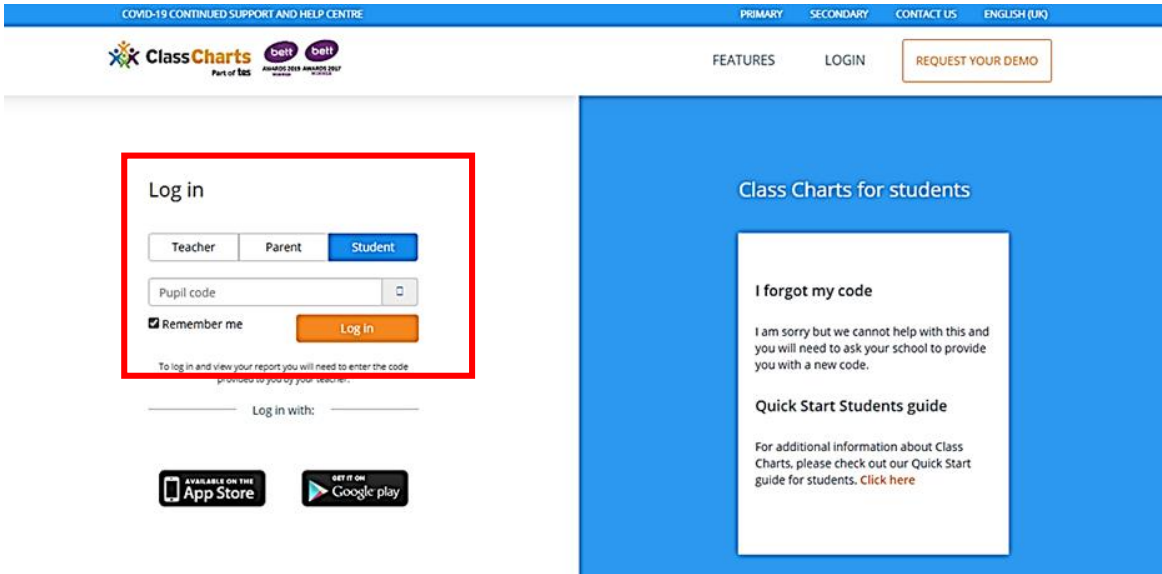 COVID-19 CONTINUED SUPPORT AND HELP CENTRE
PRIMARY SECONDARY CONTACT US ENGLISH (UK)
ClassCharts
Part of tes
bett bett
AWARDS 2019 AWARDS 2017
FEATURES LOGIN REQUEST YOUR DEMO
Log in
Teacher Parent Student
Pupil code
Remember me
Log in
To log in and view your report you will need to enter the code
provided to you by your teacher.
Log in with:
AVAILABLE ON THE
App Store
GET IT ON
Google play
Class Charts for students
I forgot my code
I am sorry but we cannot help with this and
you will need to ask your school to provide
you with a new code.
Quick Start Students guide
For additional information about Class
Charts, please check out our Quick Start
guide for students. Click here